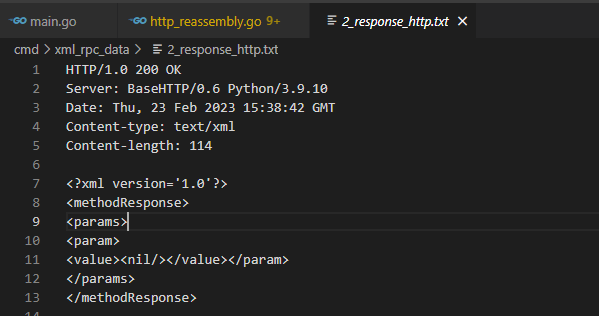 main.go
http_reassembly.go 9+
2_response_http.txt
cmd > xml_rpc_data > 2_response_http.txt
1 HTTP/1.0 200 OK
2 Server: BaseHTTP/0.6 Python/3.9.10
3 Date: Thu, 23 Feb 2023 15:38:42 GMT
4 Content-type: text/xml
5 Content-length: 114
6
7 <?xml version='1.0'?>
8 <methodResponse>
9 <params>
10 <param>
11 <value><nil/></value></param>
12 </params>
13 </methodResponse>
14